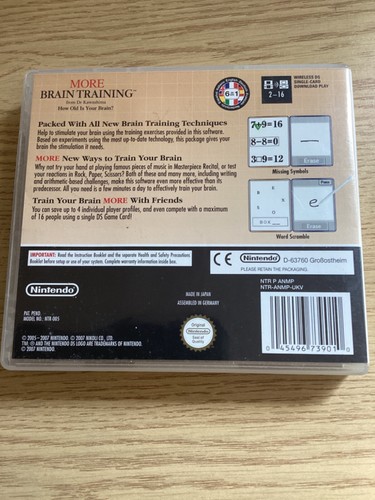 MORE
BRAIN TRAINING™
from Dr Kawashima
How Old Is Your Brain?
6in1
WIRELESS DS
SINGLE-CARD
DOWNLOAD PLAY
2-16
Packed With All New Brain Training Techniques
Help to stimulate your brain using the training exercises provided in this software.
Based on experiments using the most up-to-date technology, this package gives your
brain the stimulation it needs.
MORE New Ways to Train Your Brain
Why not try your hand at playing famous pieces of music in Masterpiece Recital, or test
your reactions in Rock, Paper, Scissors? Both of these and many more, including writing
and arithmetic-based challenges, make this software even more effective than its
predecessor. All you need is a few minutes a day to effectively train your brain.
Train Your Brain MORE With Friends
You can save up to 4 individual player profiles, and even compete with a maximum
of 16 people using a single DS Game Card!
7+9=16
8-8=0
3□9=12
Erase
Missing Symbols
e
Erase
Word Scramble
IMPORTANT: Read the Instruction Booklet and the separate Health and Safety Precautions
Booklet before setup or use of your system. Complete warranty information inside box.
CE Nintendo D-63760 Großostheim
PLEASE RETAIN THE PACKAGING.
Nintendo®
MADE IN JAPAN
ASSEMBLED IN GERMANY
PAT. PEND.
MODEL NO. NTR-005
Original
Nintendo
Seal of
Quality
NTR P ANMP
NTR-ANMP-UKV
0 45496 73901 0
© 2005–2007 NINTENDO. © 2007 NIKOLI CO., LTD.
TM, ® AND THE NINTENDO DS LOGO ARE TRADEMARKS OF NINTENDO.
© 2007 NINTENDO.